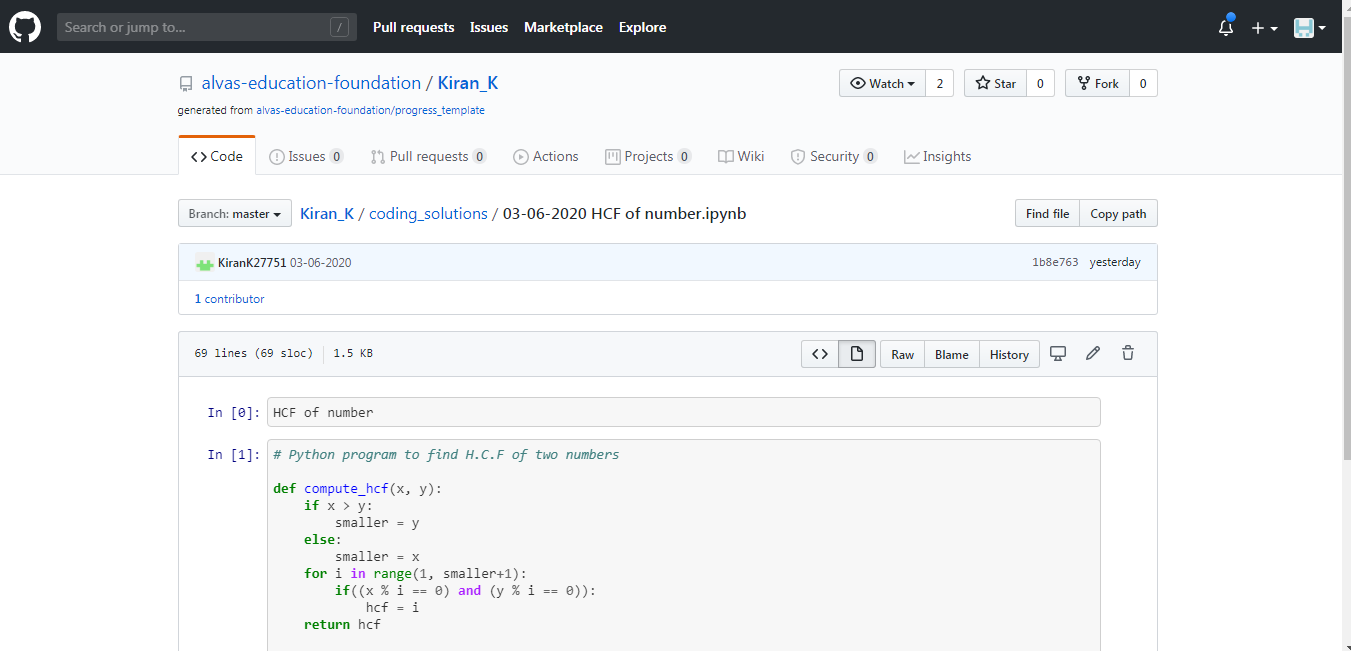 Search or jump to... / Pull requests Issues Marketplace Explore
alvas-education-foundation / Kiran_K Watch 2 Star 0 Fork 0
generated from alvas-education-foundation/progress_template
Code Issues 0 Pull requests 0 Actions Projects 0 Wiki Security 0 Insights
Branch: master Kiran_K / coding_solutions / 03-06-2020 HCF of number.ipynb Find file Copy path
KiranK27751 03-06-2020 1b8e763 yesterday
1 contributor
69 lines (69 sloc) 1.5 KB <> Raw Blame History
In [0]: HCF of number
In [1]: # Python program to find H.C.F of two numbers
def compute_hcf(x, y):
    if x > y:
        smaller = y
    else:
        smaller = x
    for i in range(1, smaller+1):
        if((x % i == 0) and (y % i == 0)):
            hcf = i
    return hcf